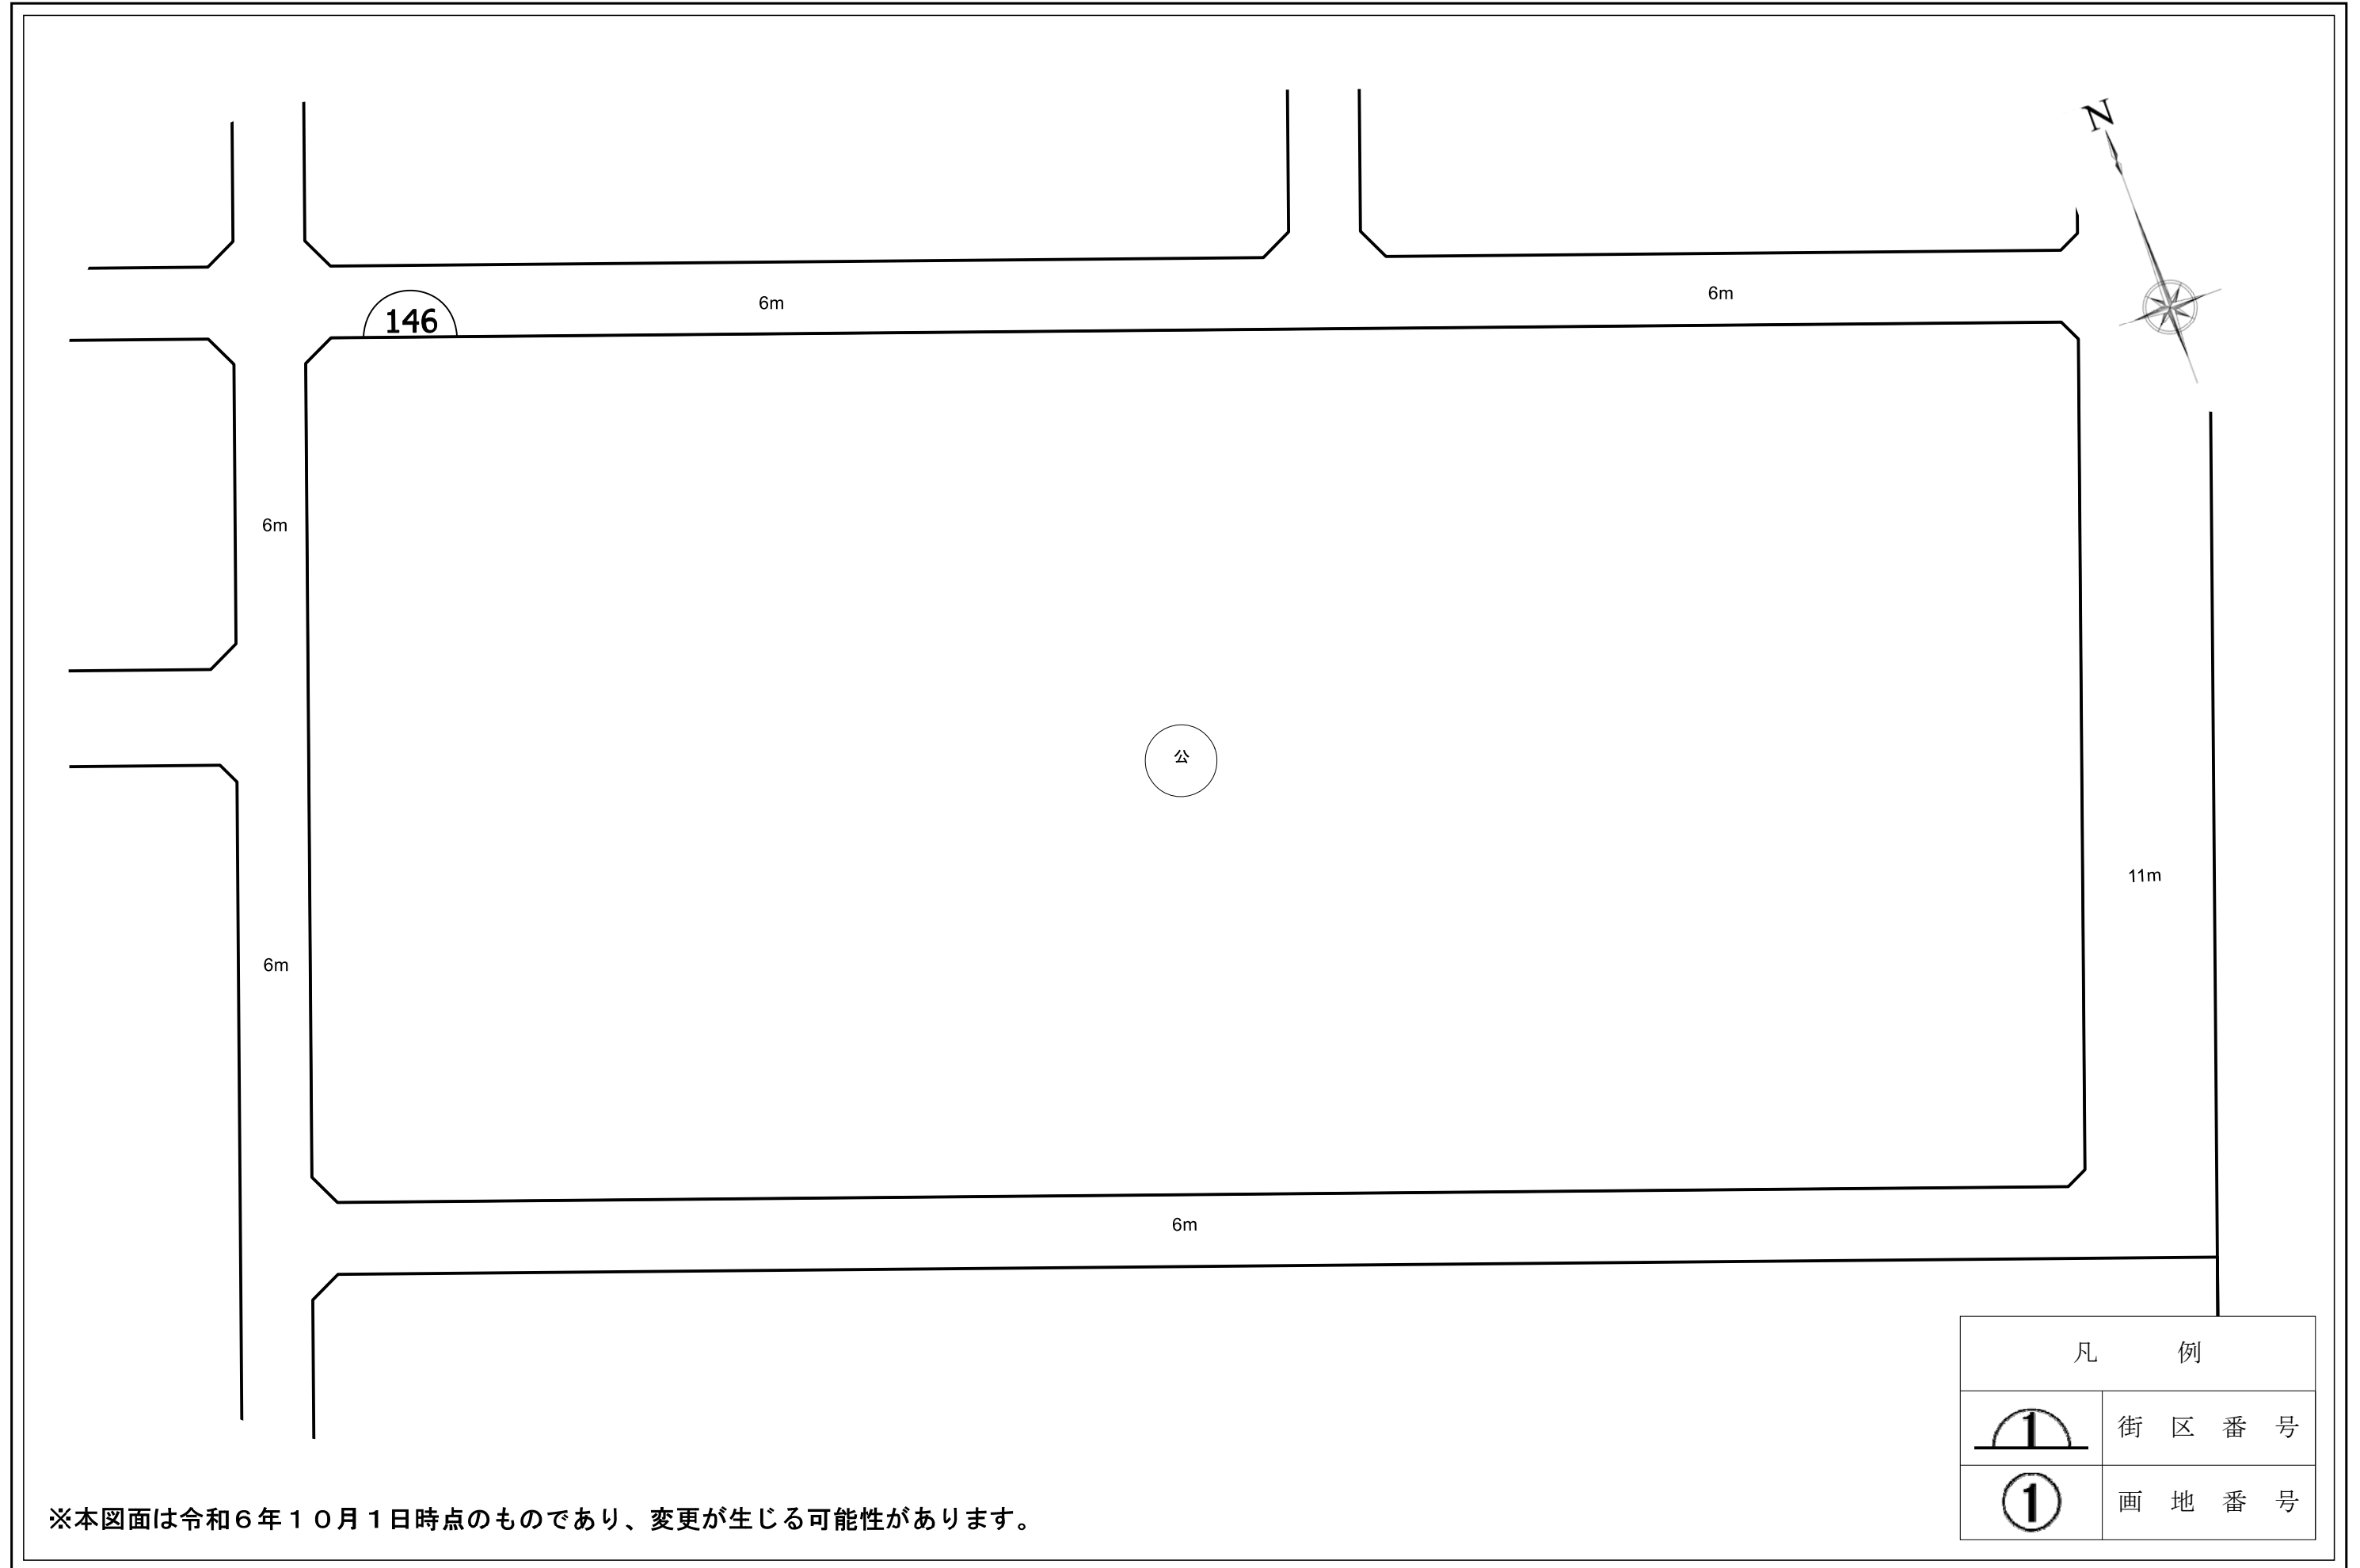 N
6m
6m
146
6m
公
11m
6m
6m
凡 例
1 街区番号
1 画地番号
※本図面は令和６年１０月１日時点のものであり、変更が生じる可能性があります。